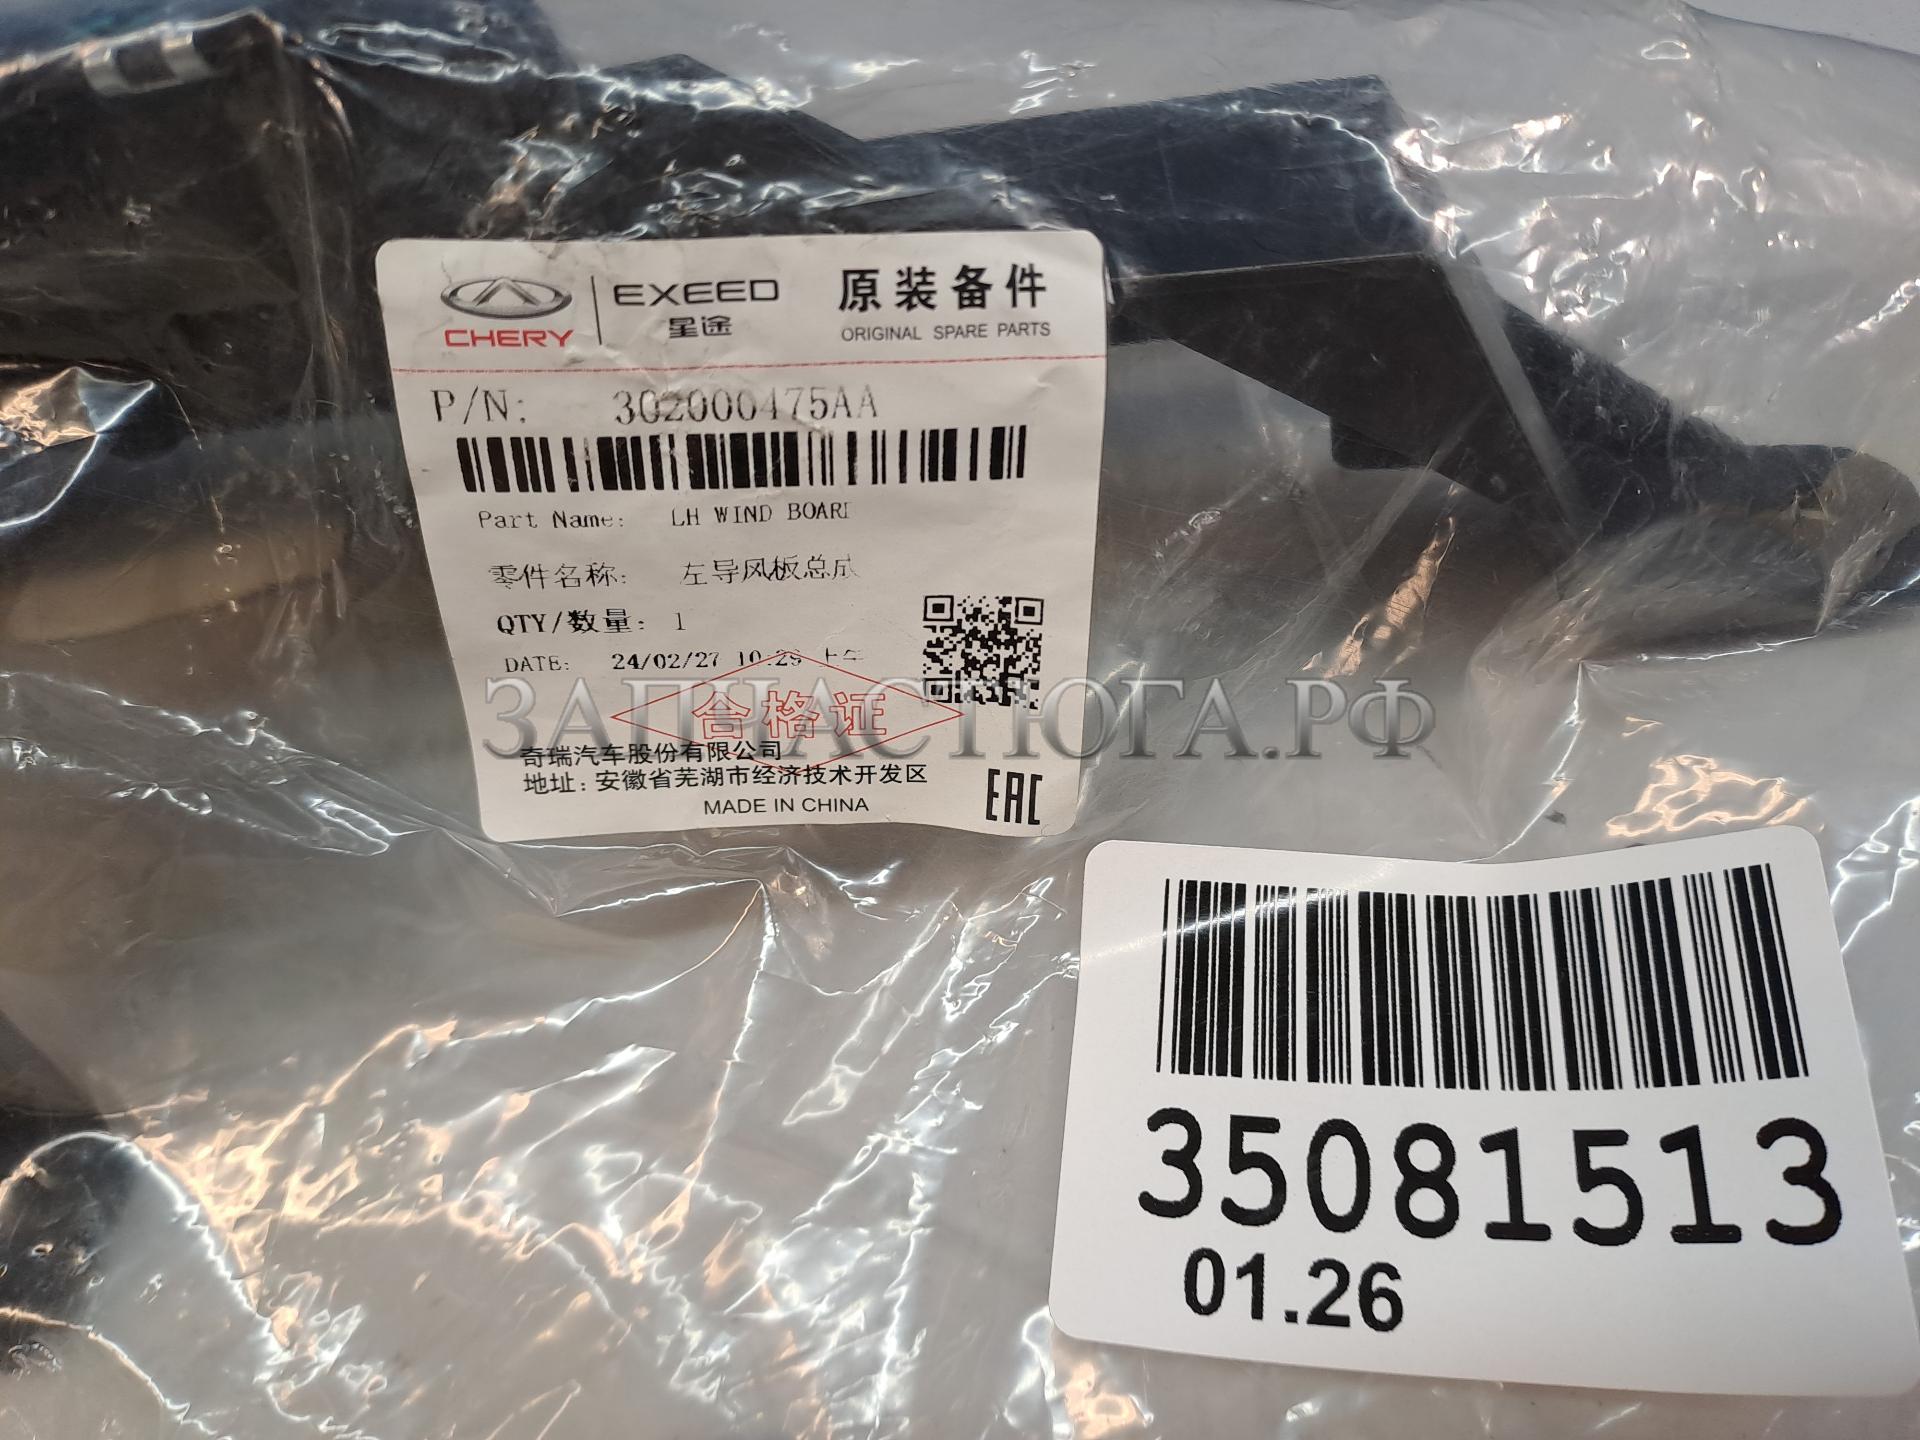 CHERY
EXEED
星途
原装备件
ORIGINAL SPARE PARTS
P/N: 302000475AA
Part Name: LH WIND BOARD
零件名称: 左导风板总成
QTY/数量: 1
DATE: 24/02/27 10:29 上午
合格证
ЗАПЧАСТЮГА.РФ
奇瑞汽车股份有限公司
地址: 安徽省芜湖市经济技术开发区
MADE IN CHINA
EAC
35081513
01.26